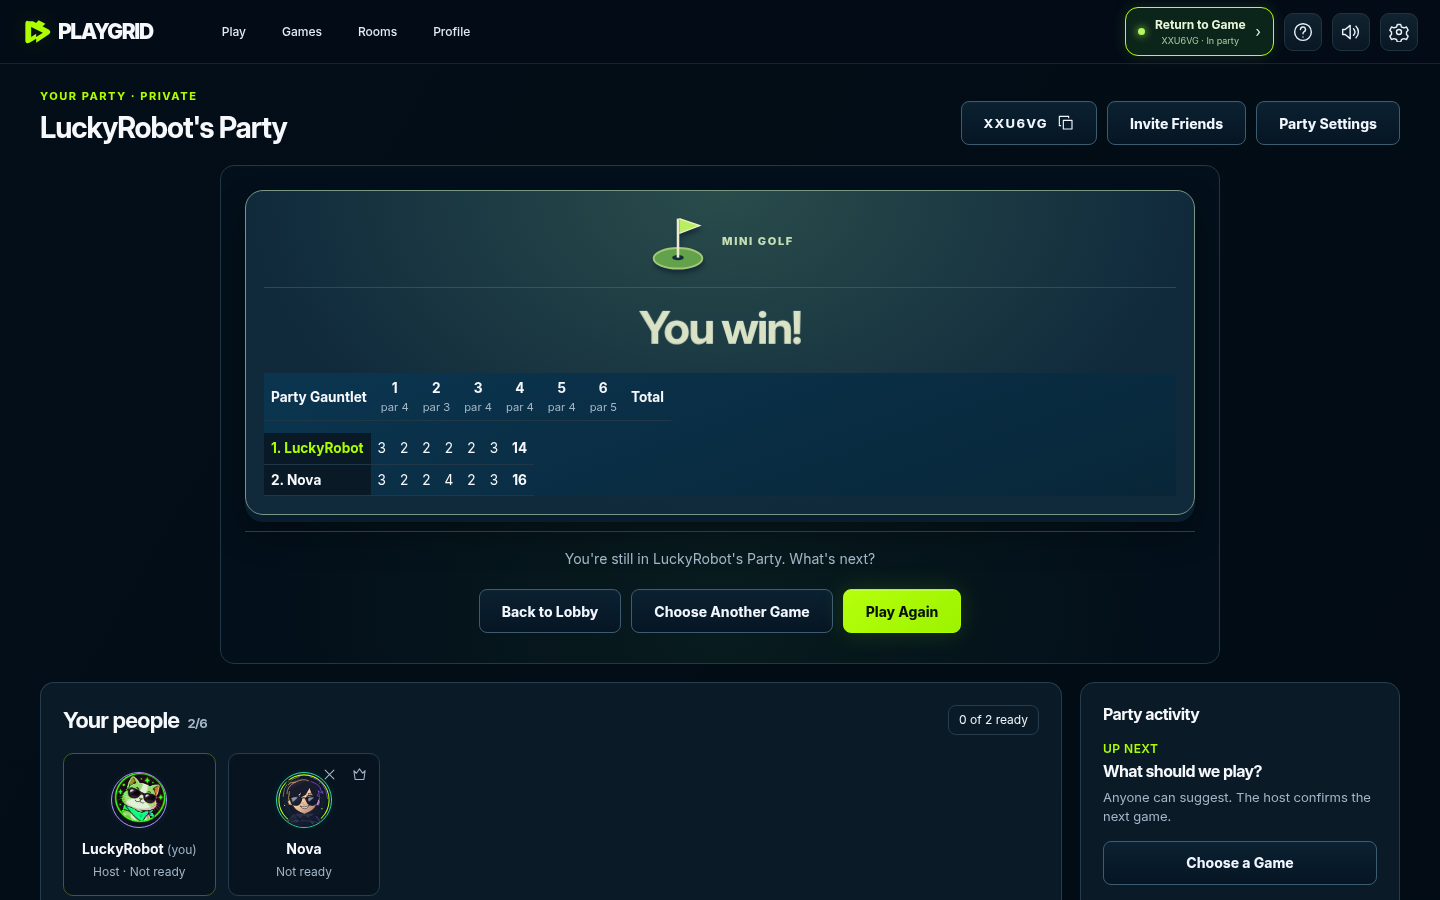 PLAYGRID
Play Games Rooms Profile
Return to Game
XXU6VG · In party
YOUR PARTY · PRIVATE
LuckyRobot's Party
XXU6VG
Invite Friends
Party Settings
MINI GOLF
You win!
Party Gauntlet 1 2 3 4 5 6 Total
par 4 par 3 par 4 par 4 par 4 par 5
1. LuckyRobot 3 2 2 2 2 3 14
2. Nova 3 2 2 4 2 3 16
You're still in LuckyRobot's Party. What's next?
Back to Lobby
Choose Another Game
Play Again
Your people 2/6
0 of 2 ready
LuckyRobot (you)
Host · Not ready
Nova
Not ready
Party activity
UP NEXT
What should we play?
Anyone can suggest. The host confirms the
next game.
Choose a Game